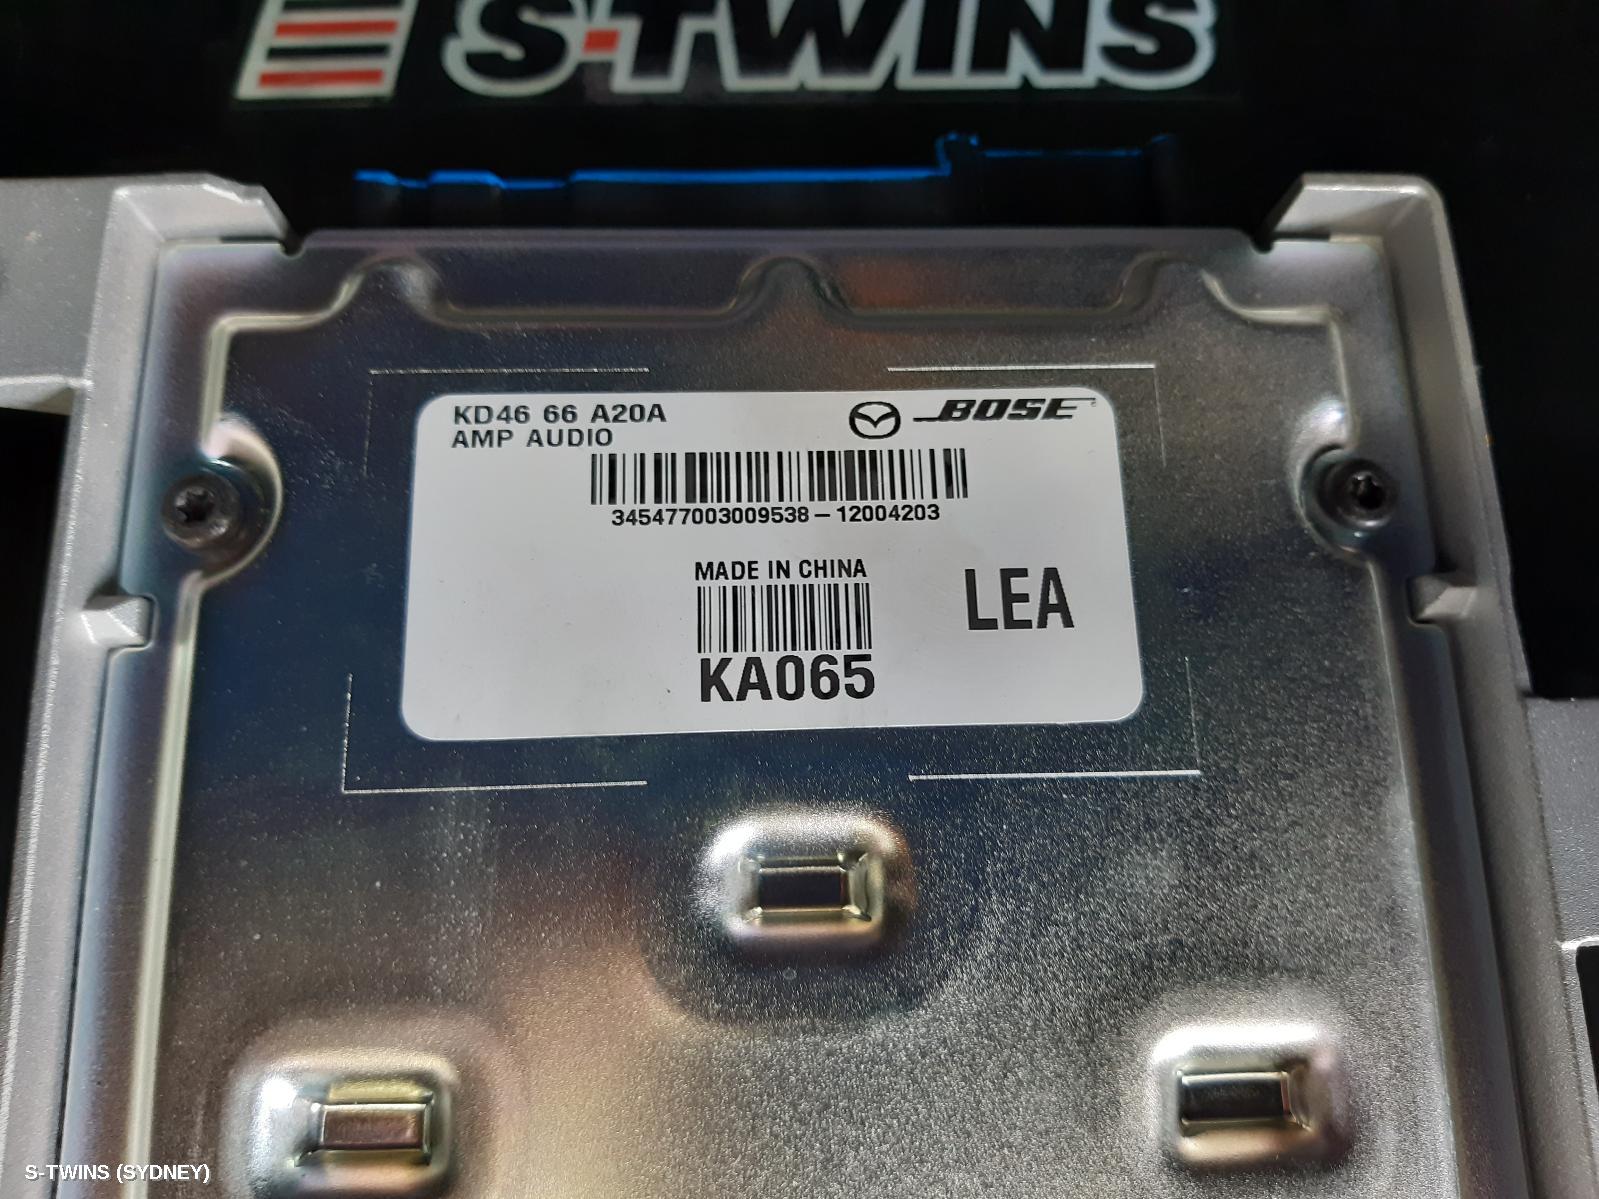 S-TWINS
KD46 66 A20A
AMP AUDIO
BOSE
345477003009538-12004203
MADE IN CHINA
LEA
KA065
S-TWINS (SYDNEY)